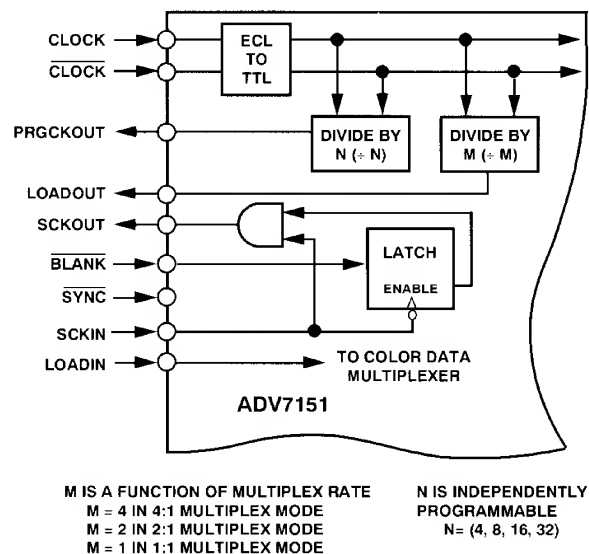 CLOCK
CLOCK
ECL
TO
TTL
PRGCKOUT
DIVIDE BY
N (÷ N)
DIVIDE BY
M (÷ M)
LOADOUT
SCKOUT
BLANK
LATCH
ENABLE
SYNC
SCKIN
LOADIN
TO COLOR DATA
MULTIPLEXER
ADV7151
M IS A FUNCTION OF MULTIPLEX RATE
M = 4 IN 4:1 MULTIPLEX MODE
M = 2 IN 2:1 MULTIPLEX MODE
M = 1 IN 1:1 MULTIPLEX MODE
N IS INDEPENDENTLY
PROGRAMMABLE
N= (4, 8, 16, 32)